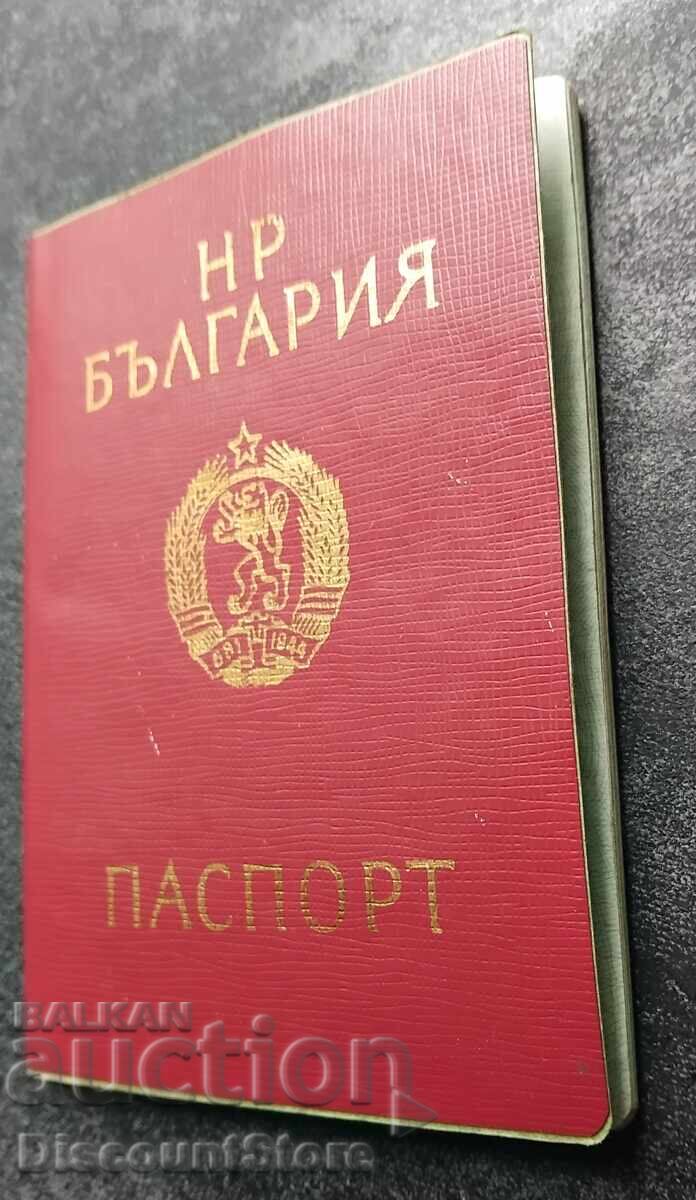 НР
БЪЛГАРИЯ
681 1944
ПАСПОРТ
BALKAN
auction
DiscountStore